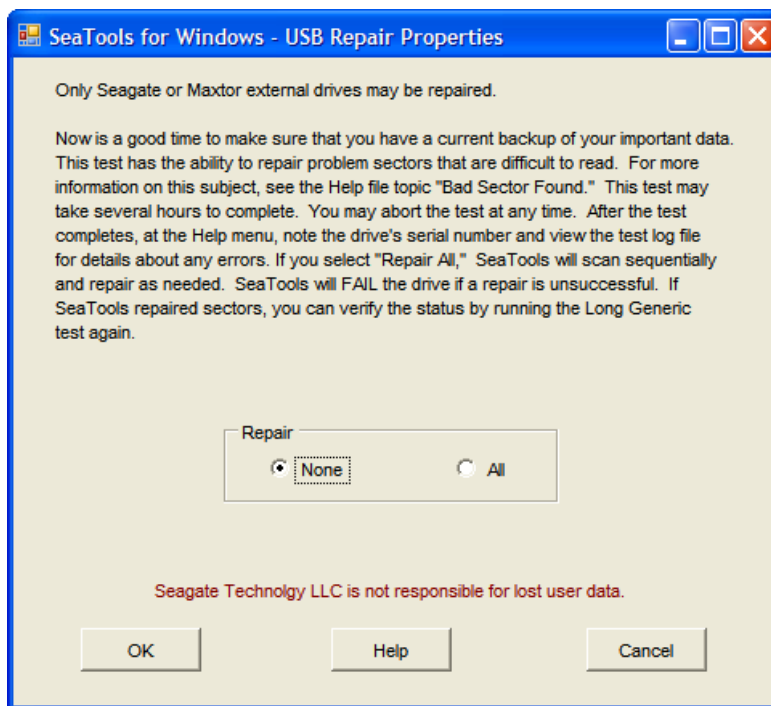 SeaTools for Windows - USB Repair Properties
Only Seagate or Maxtor external drives may be repaired.
Now is a good time to make sure that you have a current backup of your important data.
This test has the ability to repair problem sectors that are difficult to read.  For more
information on this subject, see the Help file topic "Bad Sector Found."  This test may
take several hours to complete.  You may abort the test at any time.  After the test
completes, at the Help menu, note the drive's serial number and view the test log file
for details about any errors. If you select "Repair All,"  SeaTools will scan sequentially
and repair as needed.  SeaTools will FAIL the drive if a repair is unsuccessful.  If
SeaTools repaired sectors, you can verify the status by running the Long Generic
test again.
Repair
None All
Seagate Technolgy LLC is not responsible for lost user data.
OK Help Cancel